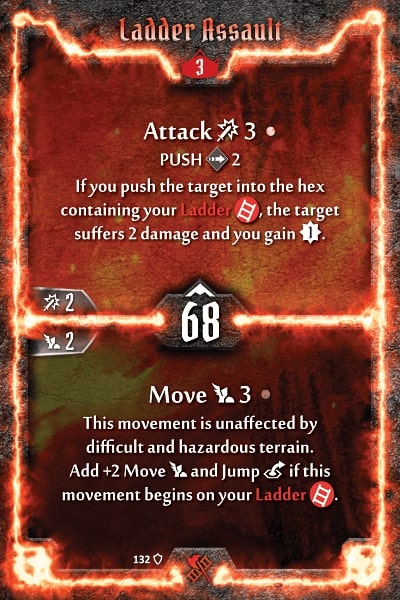 Ladder Assault
3
Attack 3
PUSH 2
If you push the target into the hex
containing your Ladder, the target
suffers 2 damage and you gain 1.
2
68
2
Move 3
This movement is unaffected by
difficult and hazardous terrain.
Add +2 Move and Jump if this
movement begins on your Ladder.
132